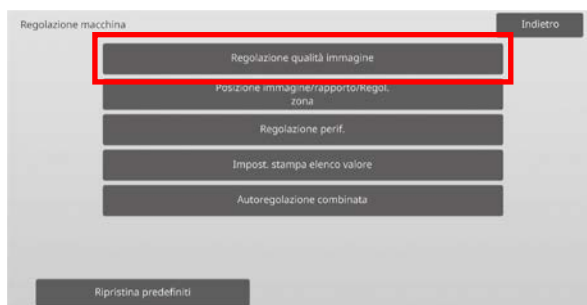 Regolazione macchina
Indietro
Regolazione qualità immagine
Posizione immagine/rapporto/Regol.
zona
Regolazione perif.
Impost. stampa elenco valore
Autoregolazione combinata
Ripristina predefiniti